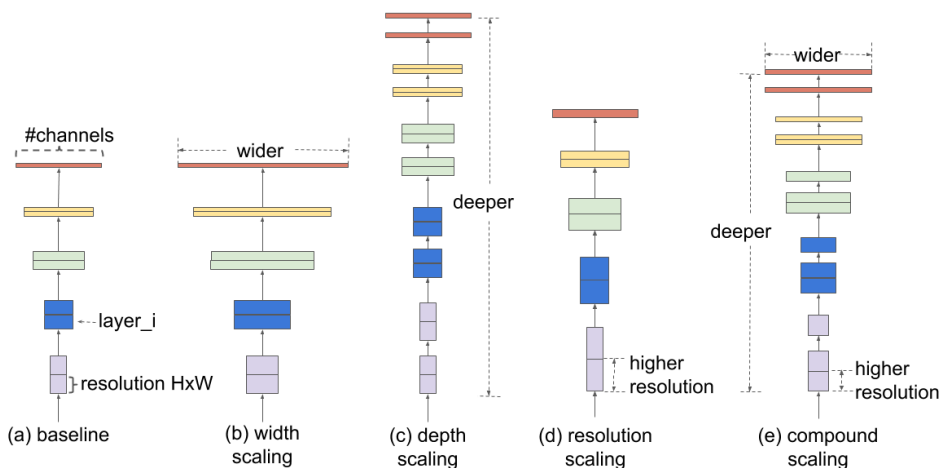 #channels
layer_i
resolution HxW
(a) baseline
wider
(b) width
scaling
deeper
(c) depth
scaling
higher
resolution
(d) resolution
scaling
wider
deeper
higher
resolution
(e) compound
scaling